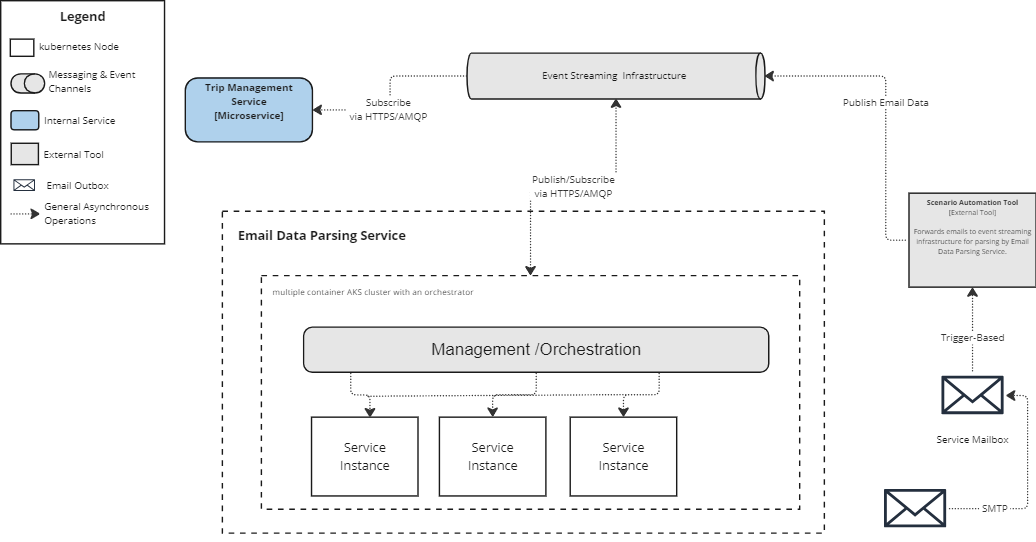 Legend
kubernetes Node
Messaging & Event
Channels
Internal Service
External Tool
Email Outbox
General Asynchronous
Operations
Trip Management
Service
[Microservice]
Subscribe
via HTTPS/AMQP
Event Streaming Infrastructure
Publish Email Data
Publish/Subscribe
via HTTPS/AMQP
Scenario Automation Tool
[External Tool]
Forwards emails to event streaming
infrastructure for parsing by Email
Data Parsing Service.
Trigger-Based
Service Mailbox
SMTP
Email Data Parsing Service
multiple container AKS cluster with an orchestrator
Management /Orchestration
Service
Instance
Service
Instance
Service
Instance